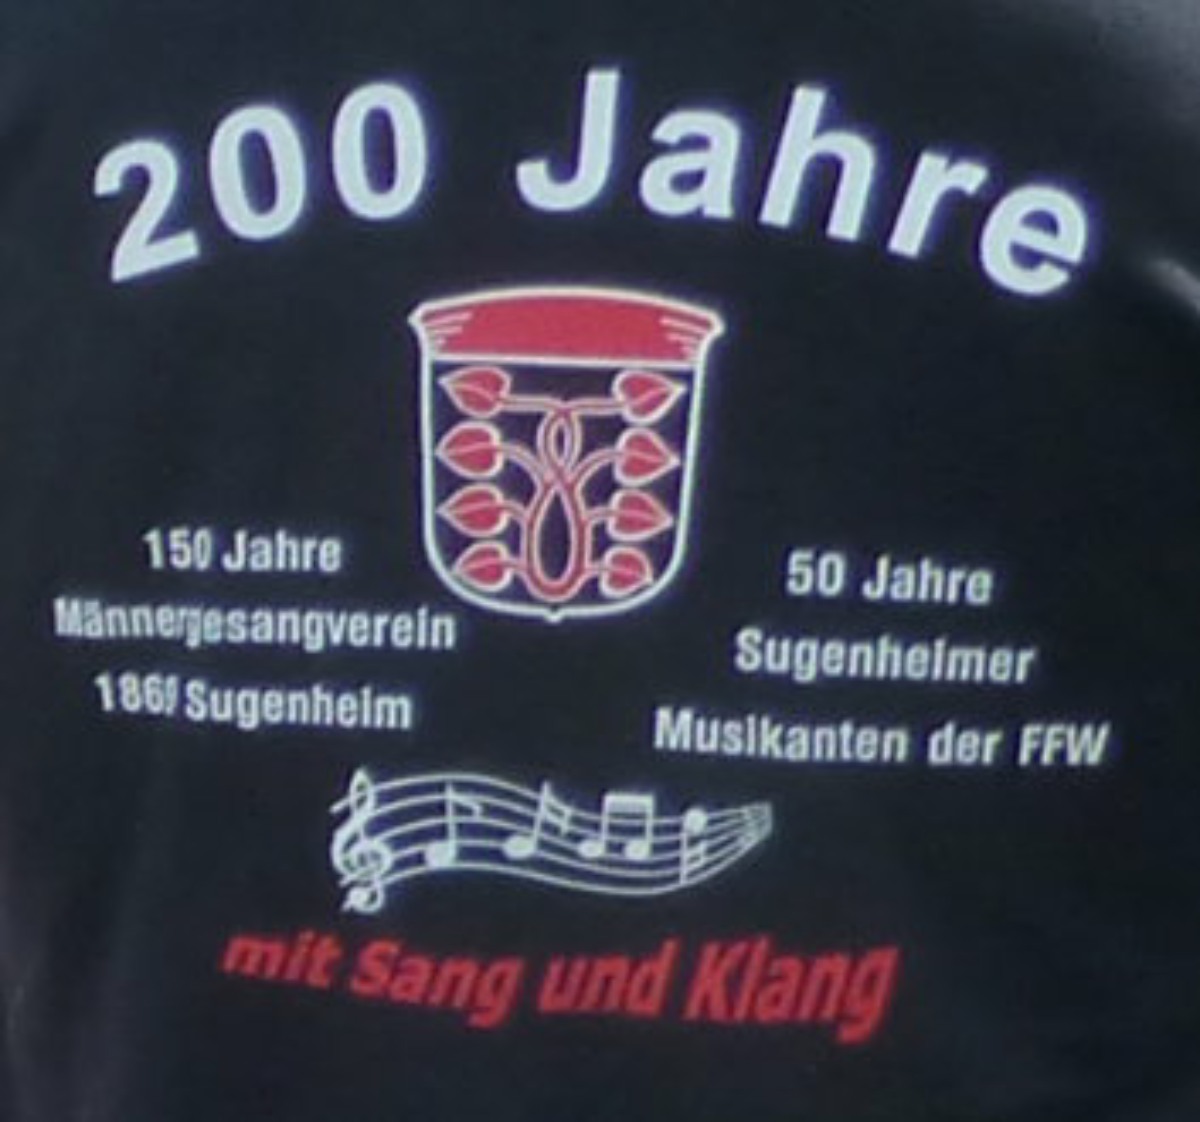 200 Jahre
150 Jahre
Männergesangverein
Sugenheim
50 Jahre
Sugenheimer
Musikanten der FFW
mit Sang und Klang